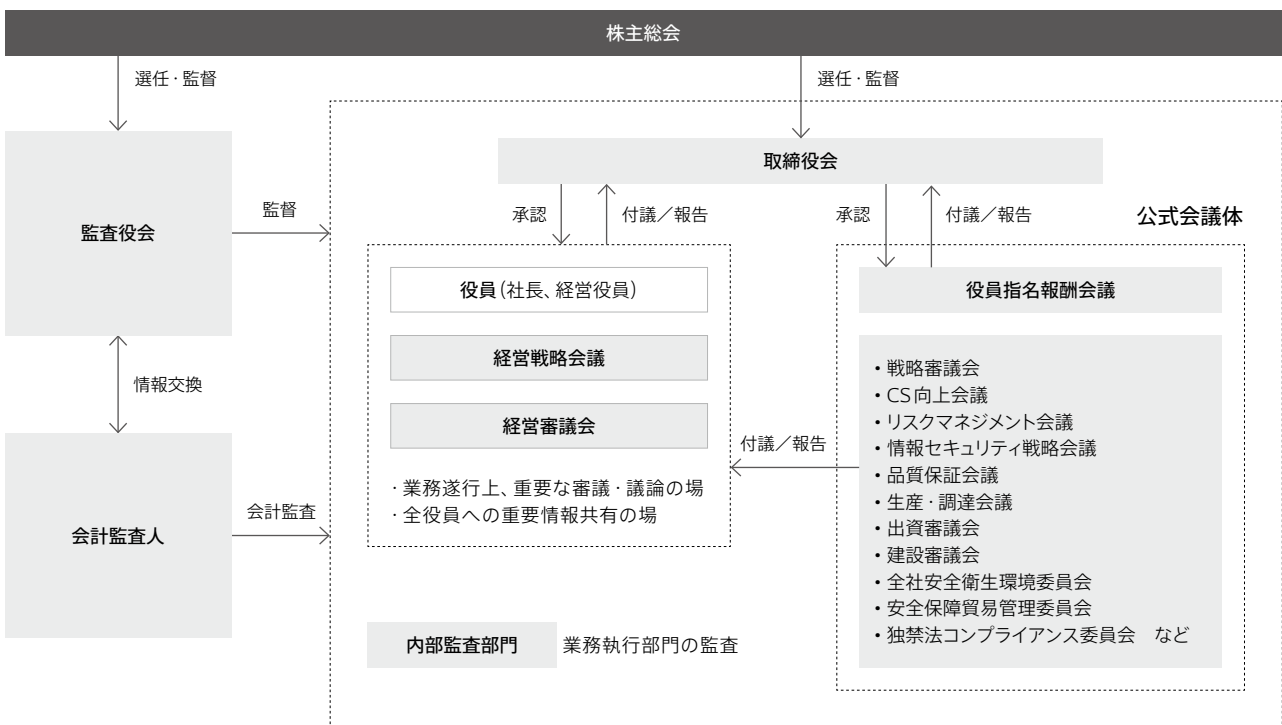 株主総会
選任・監督
選任・監督
取締役会
監査役会
監督
承認
付議／報告
承認
付議／報告
公式会議体
役員(社長、経営役員)
経営戦略会議
経営審議会
・業務遂行上、重要な審議・議論の場
・全役員への重要情報共有の場
役員指名報酬会議
・戦略審議会
・CS向上会議
・リスクマネジメント会議
・情報セキュリティ戦略会議
・品質保証会議
・生産・調達会議
・出資審議会
・建設審議会
・全社安全衛生環境委員会
・安全保障貿易管理委員会
・独禁法コンプライアンス委員会　など
付議／報告
情報交換
会計監査人
会計監査
内部監査部門　業務執行部門の監査